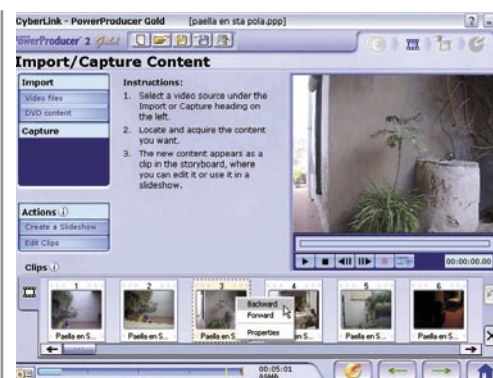 CyberLink - PowerProducer Gold [paella en sta pola.ppp]
PowerProducer 2 Gold
Import/Capture Content
Import
Video files
DVD content
Capture
Instructions:
1. Select a video source under the
Import or Capture heading on
the left.
2. Locate and acquire the content
you want.
3. The new content appears as a
clip in the storyboard, where
you can edit it or use it in a
slideshow.
Actions
Create a Slideshow
Edit Clips
00:00:00.00
Clips
1 2 3 4 5 6
Backward
Forward
Properties
Paella en S... Paella en S... Paella en S Paella en S... Paella en S...
00:05:01